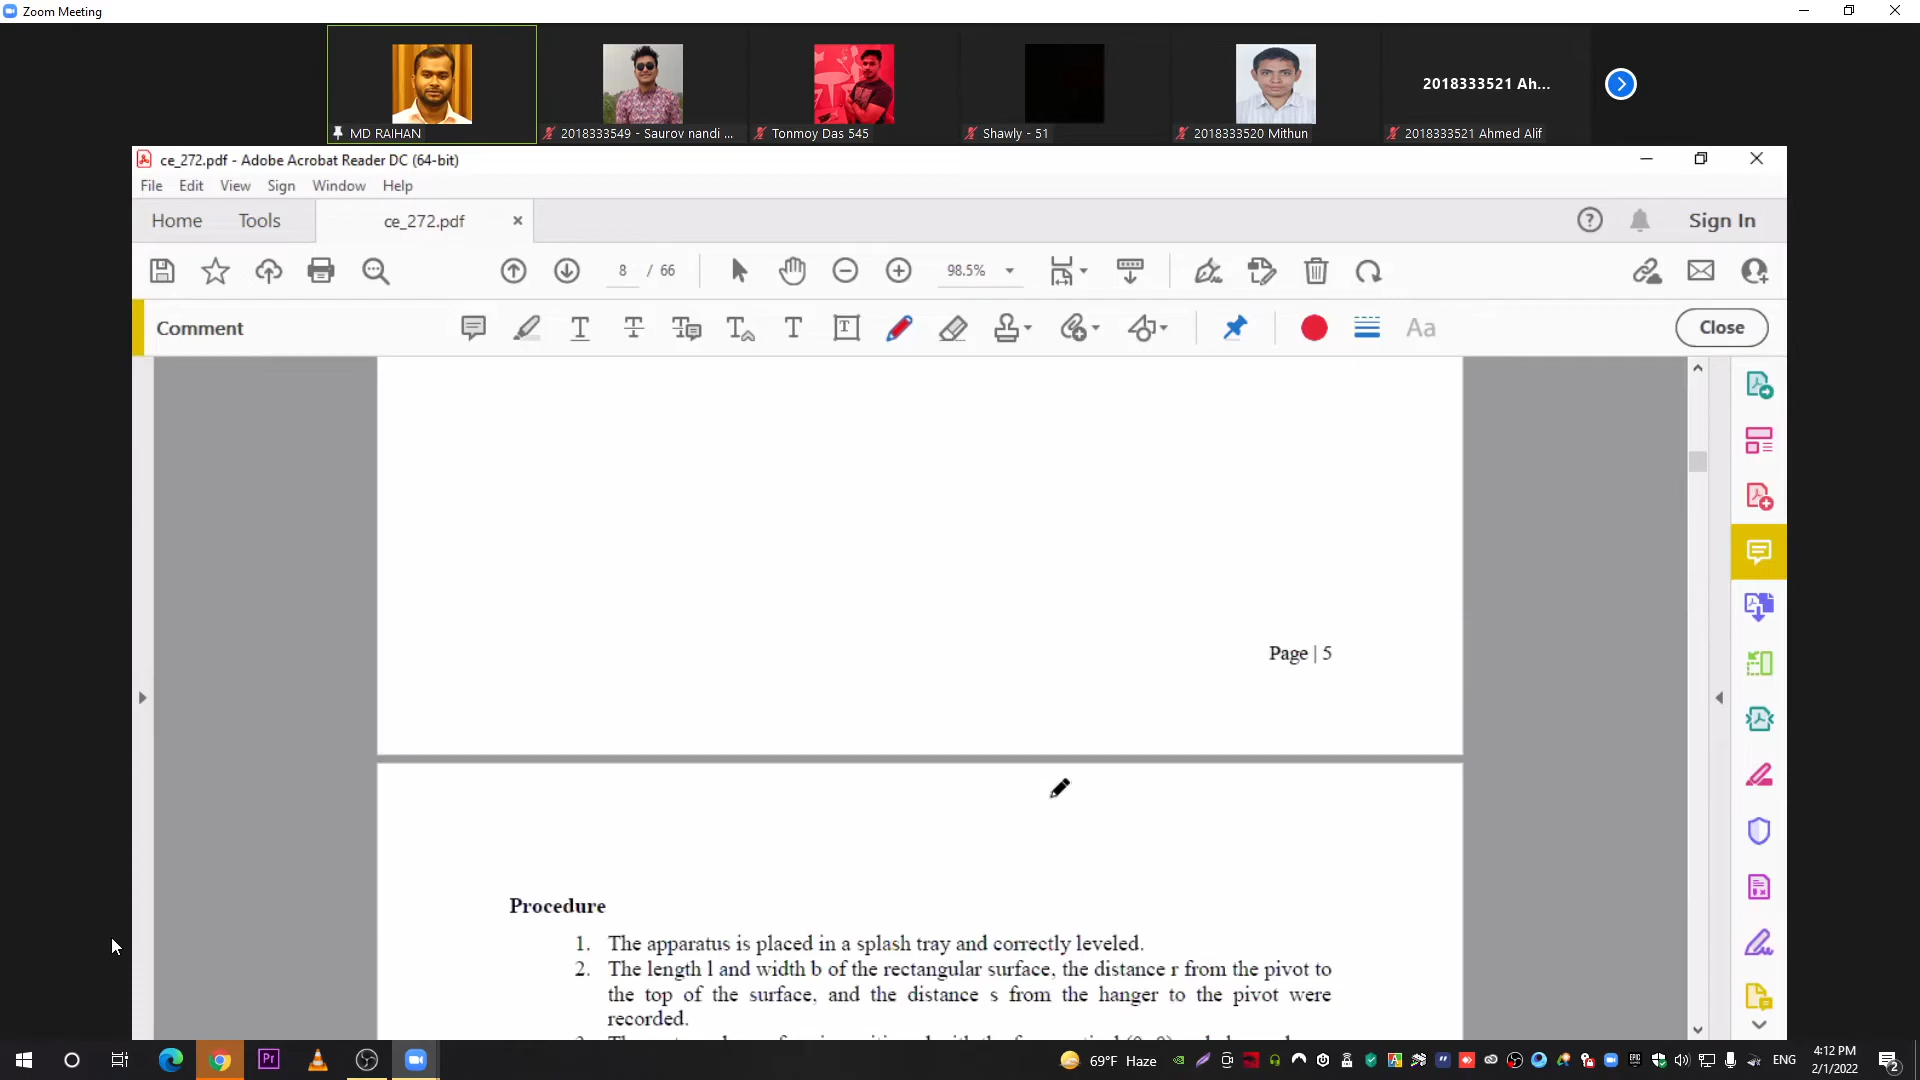 Zoom Meeting
2018333521 Ah...
MD RAIHAN
2018333549 - Saurov nandi ...
Tonmoy Das 545
Shawly - 51
2018333520 Mithun
2018333521 Ahmed Alif
ce_272.pdf - Adobe Acrobat Reader DC (64-bit)
File Edit View Sign Window Help
Home Tools ce_272.pdf Sign In
8 / 66 98.5%
Comment Aa Close
Page | 5
Procedure
1. The apparatus is placed in a splash tray and correctly leveled.
2. The length l and width b of the rectangular surface, the distance r from the pivot to
the top of the surface, and the distance s from the hanger to the pivot were
recorded.
69°F Haze ENG
4:12 PM
2/1/2022
2